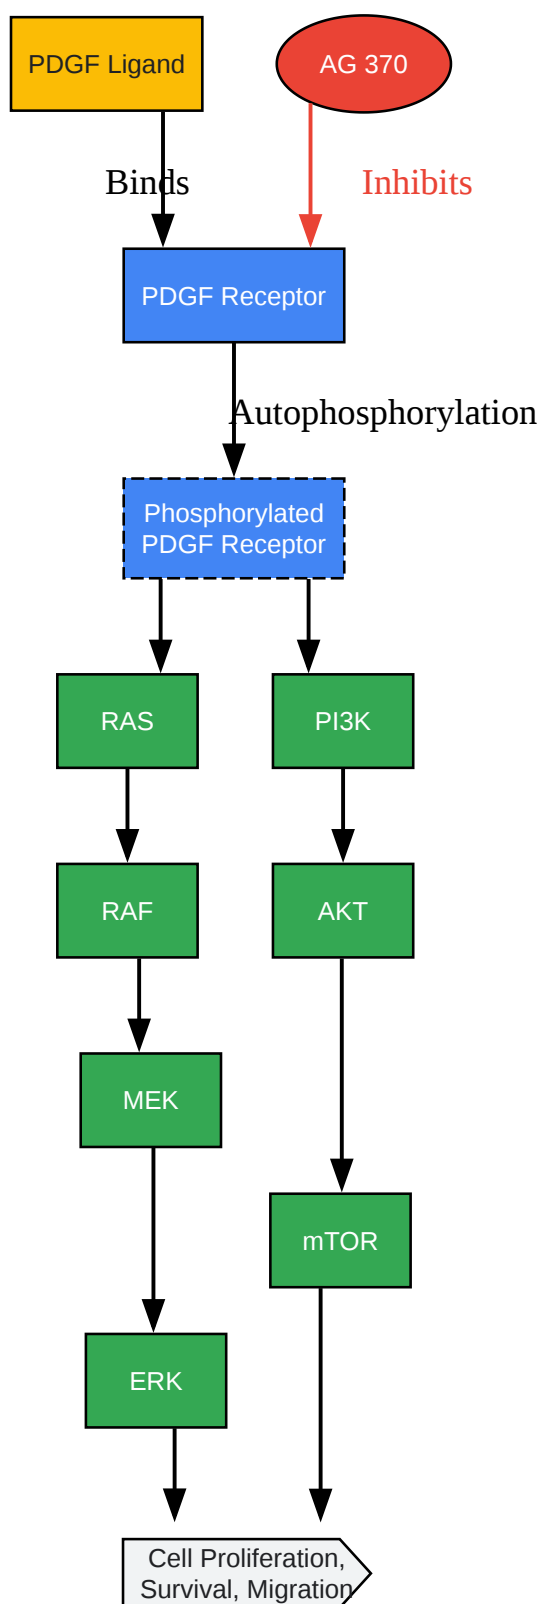 PDGF Ligand
AG 370
Binds
Inhibits
PDGF Receptor
Autophosphorylation
Phosphorylated
PDGF Receptor
RAS
PI3K
RAF
AKT
MEK
mTOR
ERK
Cell Proliferation,
Survival, Migration